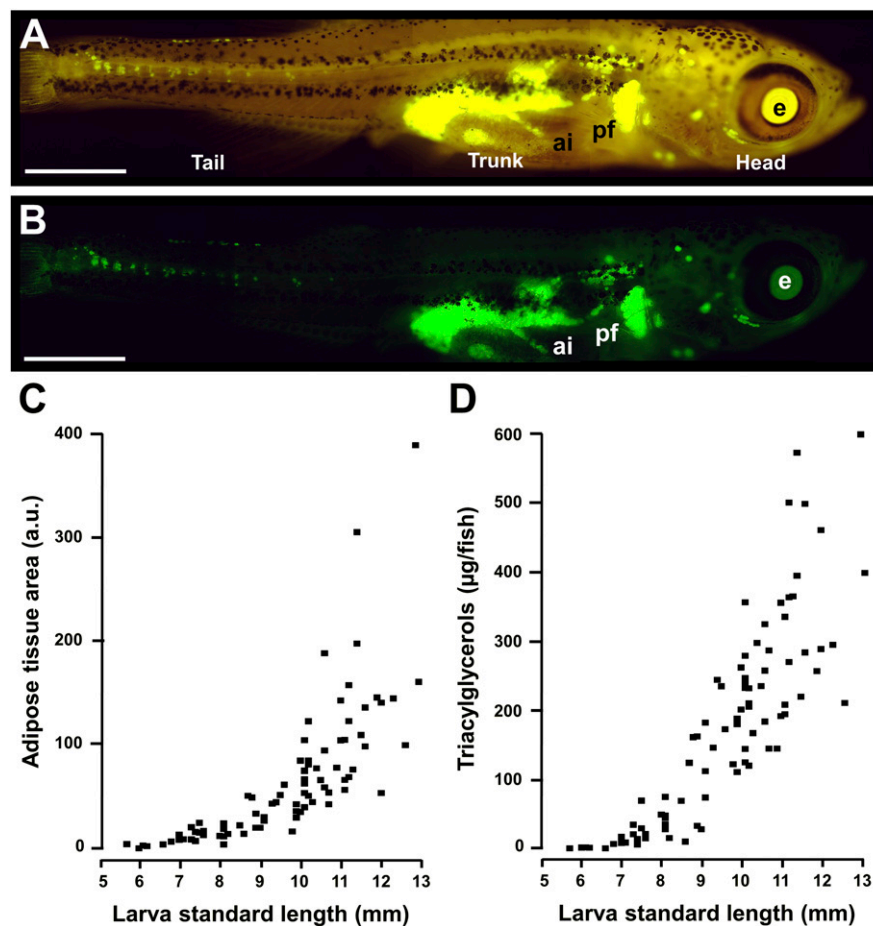 A
e
ai
pf
Tail
Trunk
Head
B
e
ai
pf
C
400
300
200
100
0
Adipose tissue area (a.u.)
5 6 7 8 9 10 11 12 13
Larva standard length (mm)
D
600
500
400
300
200
100
0
Triacylglycerols (µg/fish)
5 6 7 8 9 10 11 12 13
Larva standard length (mm)